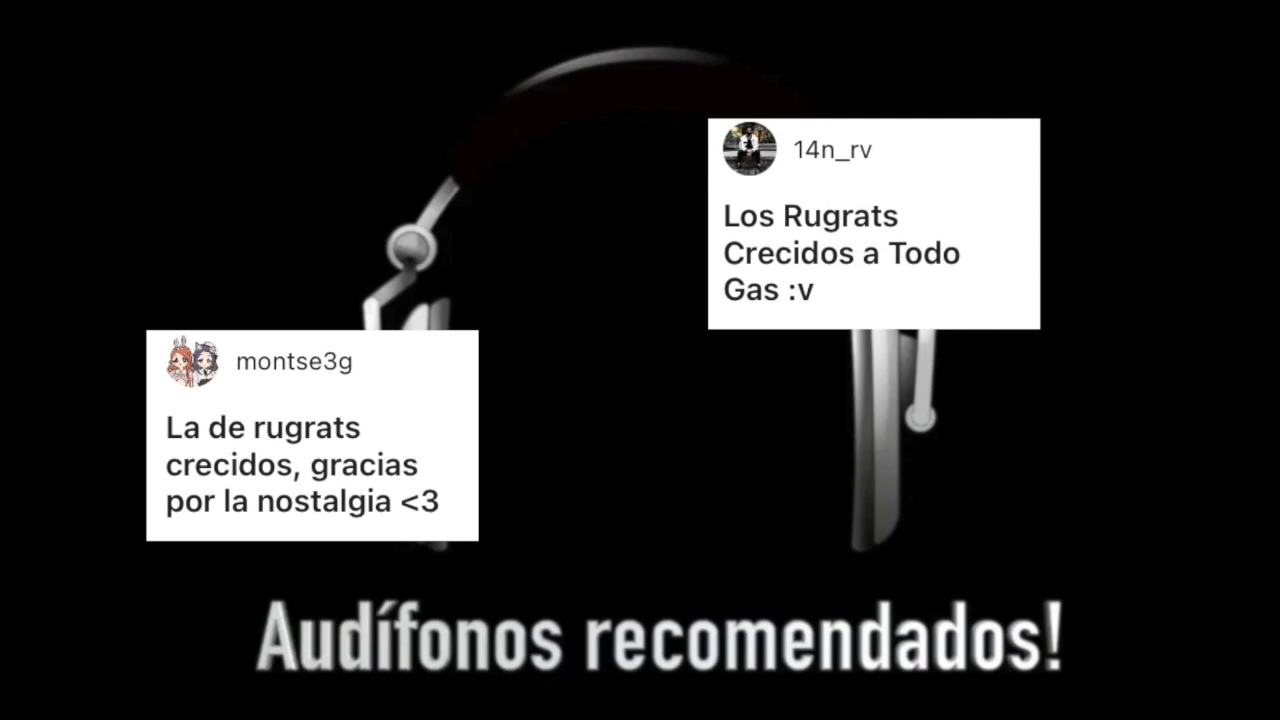 14n_rv
Los Rugrats
Crecidos a Todo
Gas :v
montse3g
La de rugrats
crecidos, gracias
por la nostalgia <3
Audífonos recomendados!